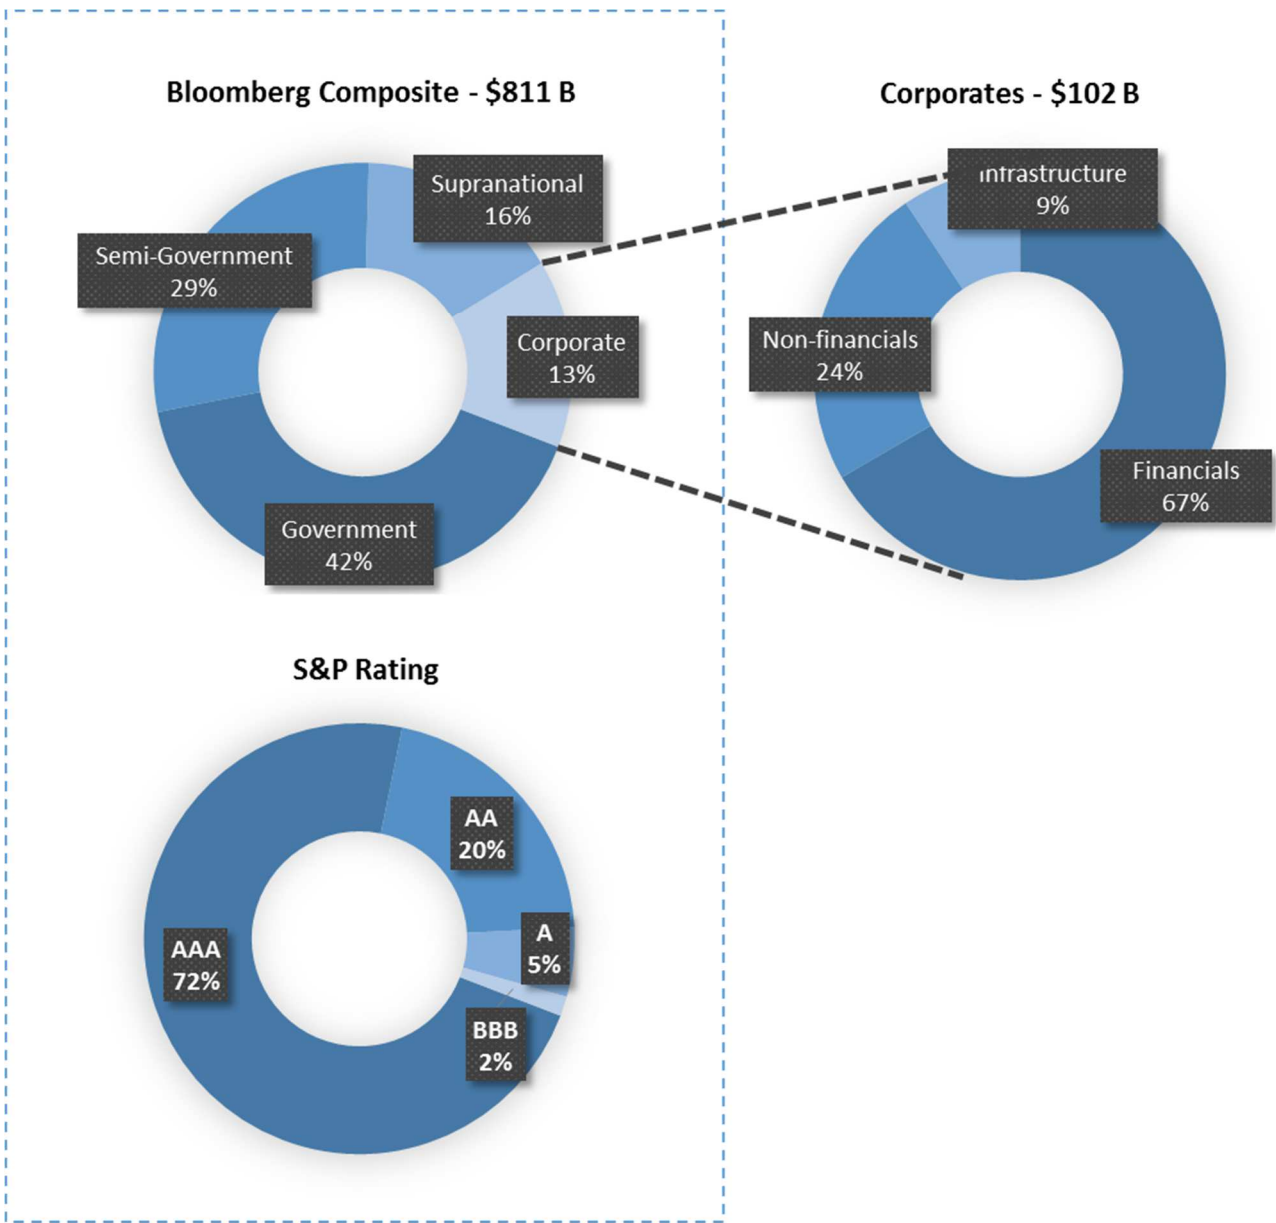 Bloomberg Composite - $811 B
Supranational
16%
Semi-Government
29%
Corporate
13%
Government
42%
Corporates - $102 B
Infrastructure
9%
Non-financials
24%
Financials
67%
S&P Rating
AA
20%
A
5%
AAA
72%
BBB
2%